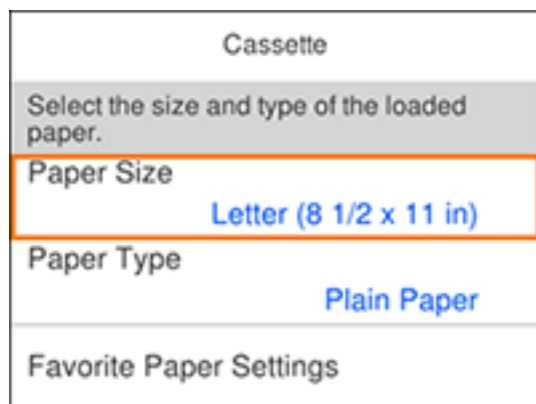 Cassette
Select the size and type of the loaded
paper.
Paper Size
Letter (8 1/2 x 11 in)
Paper Type
Plain Paper
Favorite Paper Settings